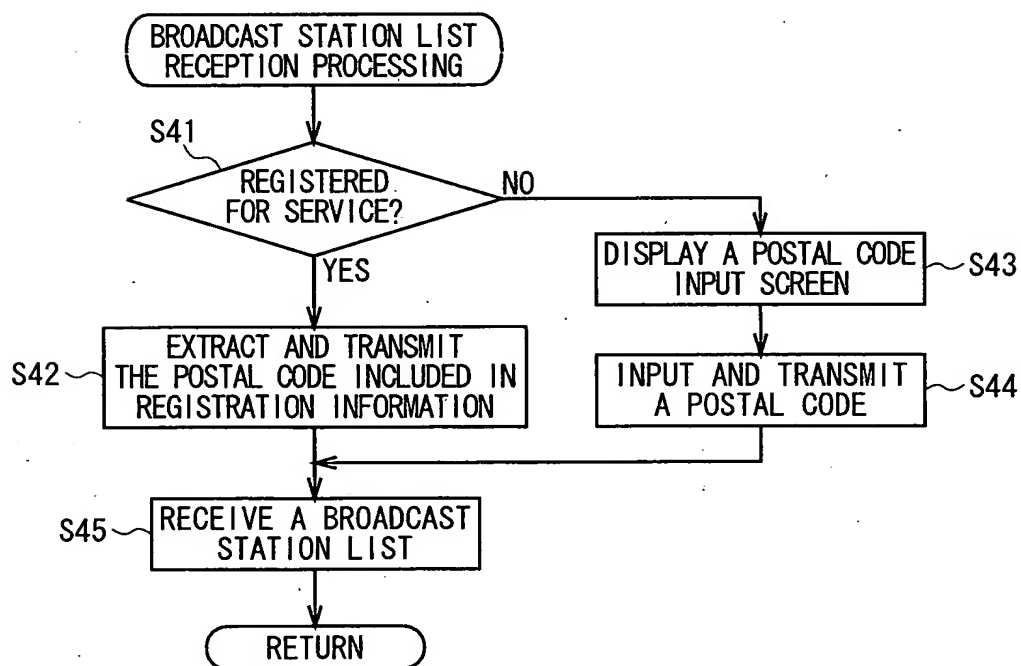 BROADCAST STATION LIST
RECEPTION PROCESSING
S41
REGISTERED
FOR SERVICE?
NO
YES
DISPLAY A POSTAL CODE
INPUT SCREEN
S43
S42
EXTRACT AND TRANSMIT
THE POSTAL CODE INCLUDED IN
REGISTRATION INFORMATION
INPUT AND TRANSMIT
A POSTAL CODE
S44
S45
RECEIVE A BROADCAST
STATION LIST
RETURN